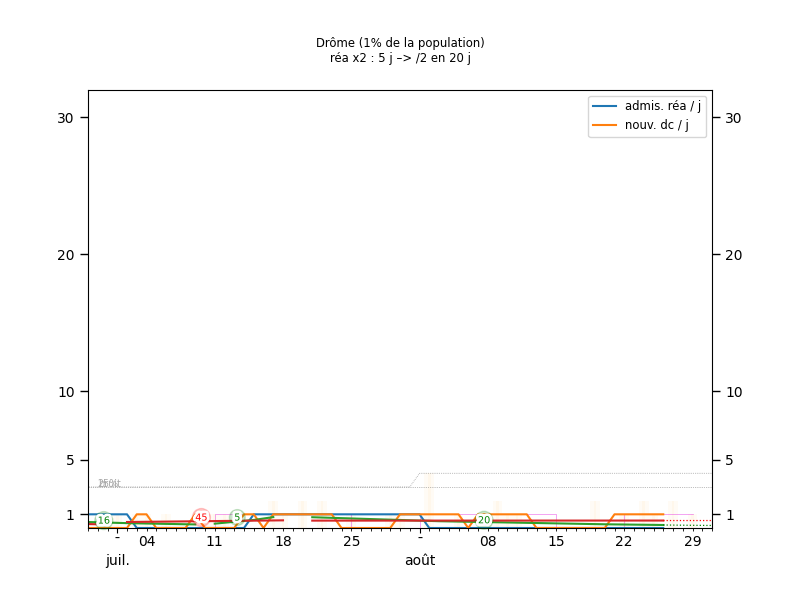 Drôme (1% de la population)
réa x2 : 5 j –> /2 en 20 j
admis. réa / j
nouv. dc / j
30 30
20 20
10 10
5 5
1 1
16 45 5 20
- 04 11 18 25 - 08 15 22 29
juil. août